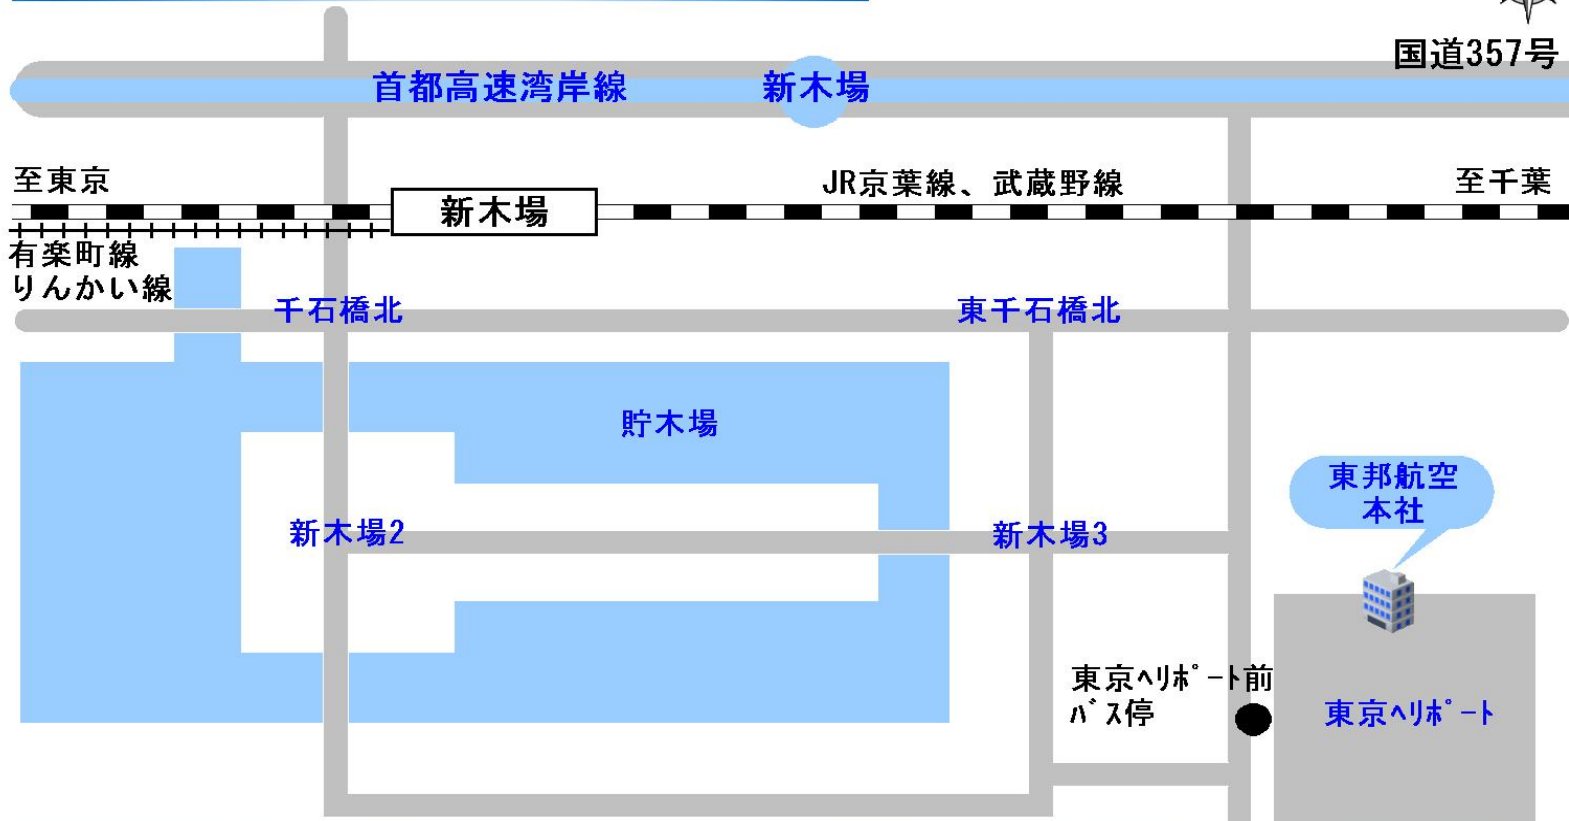 国道357号
首都高速湾岸線
新木場
至東京
新木場
JR京葉線、武蔵野線
至千葉
有楽町線
りんかい線
千石橋北
東千石橋北
貯木場
東邦航空
本社
新木場2
新木場3
東京ﾍﾘﾎﾟｰﾄ前
ﾊﾞｽ停
東京ﾍﾘﾎﾟｰﾄ